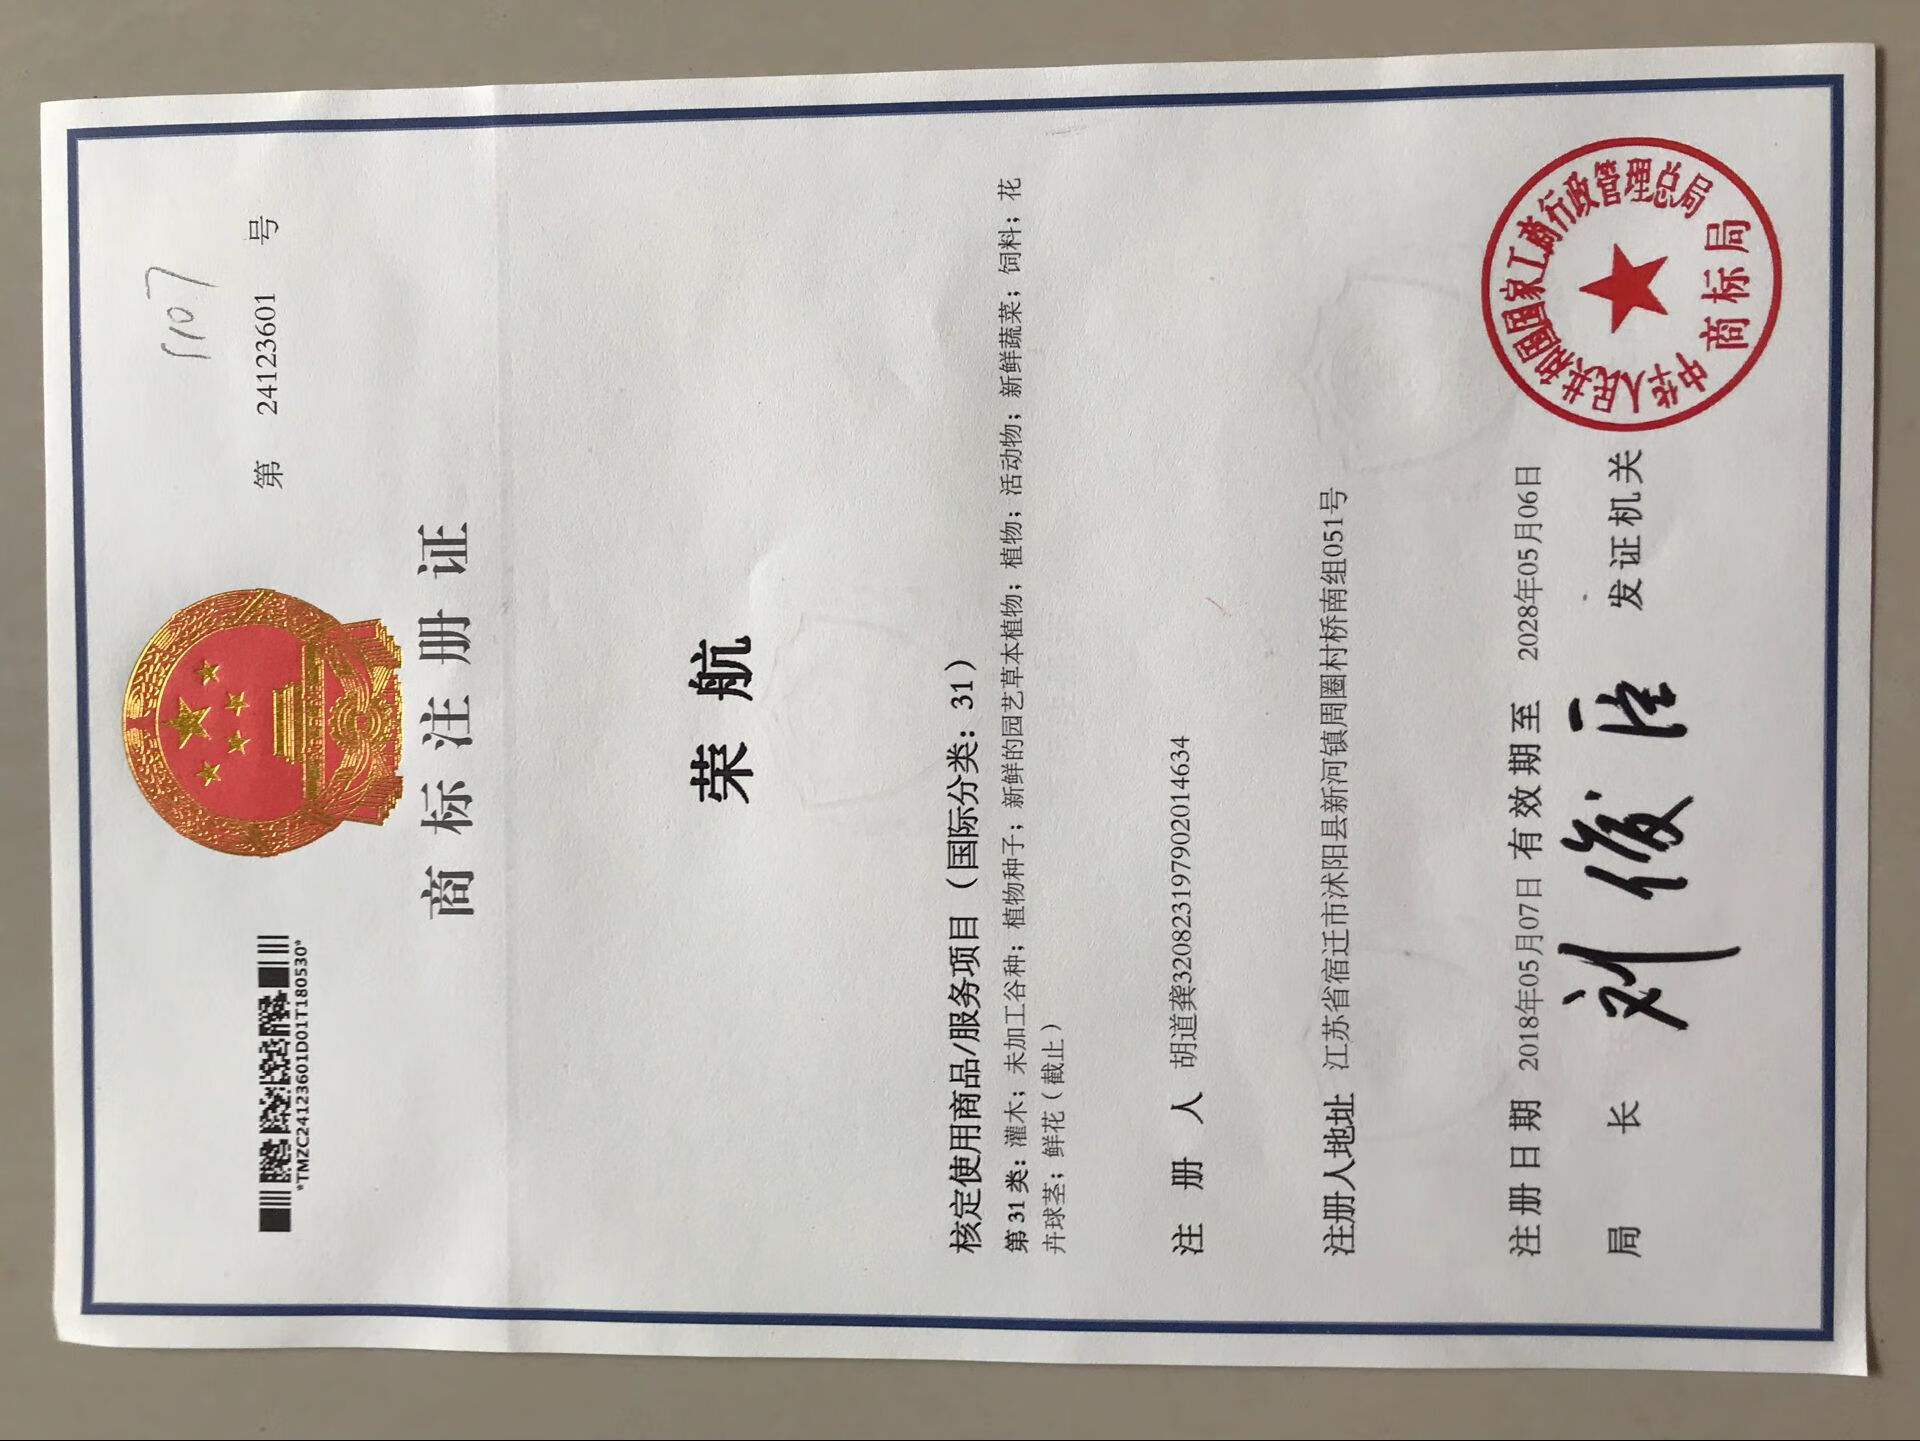 5107
第 24123601 号
*TMZC24123601D01T180530*
商标注册证
荣航
核定使用商品/服务项目（国际分类：31）
第31类：灌木；未加工谷种；植物种子；新鲜的园艺草本植物；植物；活动物；新鲜蔬菜；饲料；花
卉球茎；鲜花（截止）
注册人 胡道龚320823197902014634
注册人地址 江苏省宿迁市沭阳县新河镇周圈村桥南组051号
注册日期 2018年05月07日 有效期至 2028年05月06日
局长 刘俊臣 发证机关
中华人民共和国国家工商行政管理总局
商标局